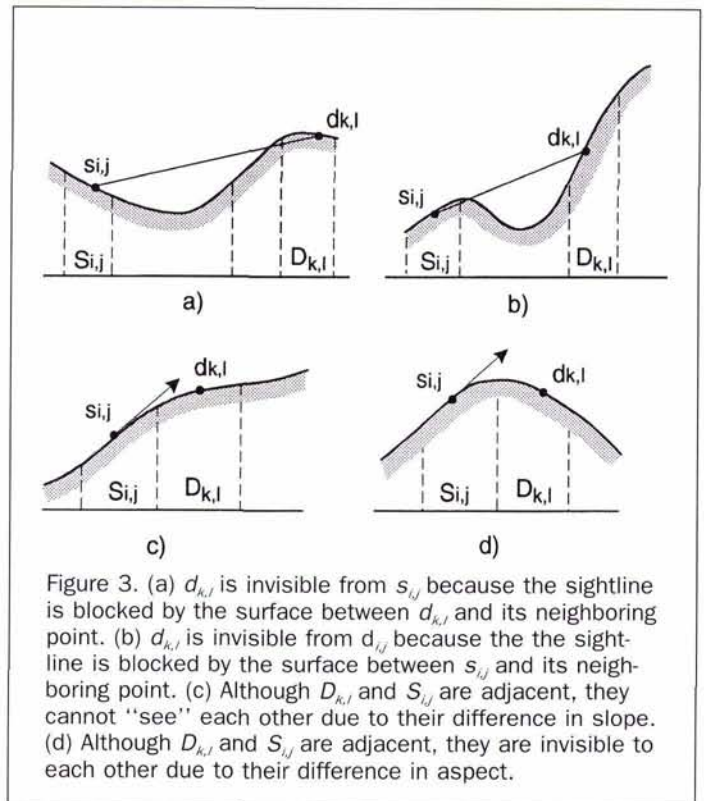 dk,l
si,j
Si,j
Dk,l
a)
dk,l
si,j
Si,j
Dk,l
b)
dk,l
si,j
Si,j
Dk,l
c)
si,j
dk,l
Si,j
Dk,l
d)
Figure 3. (a) dk,l is invisible from si,j because the sightline
is blocked by the surface between dk,l and its neighboring
point. (b) dk,l is invisible from di,j because the the sight-
line is blocked by the surface between si,j and its neigh-
boring point. (c) Although Dk,l and Si,j are adjacent, they
cannot "see" each other due to their difference in slope.
(d) Although Dk,l and Si,j are adjacent, they are invisible to
each other due to their difference in aspect.